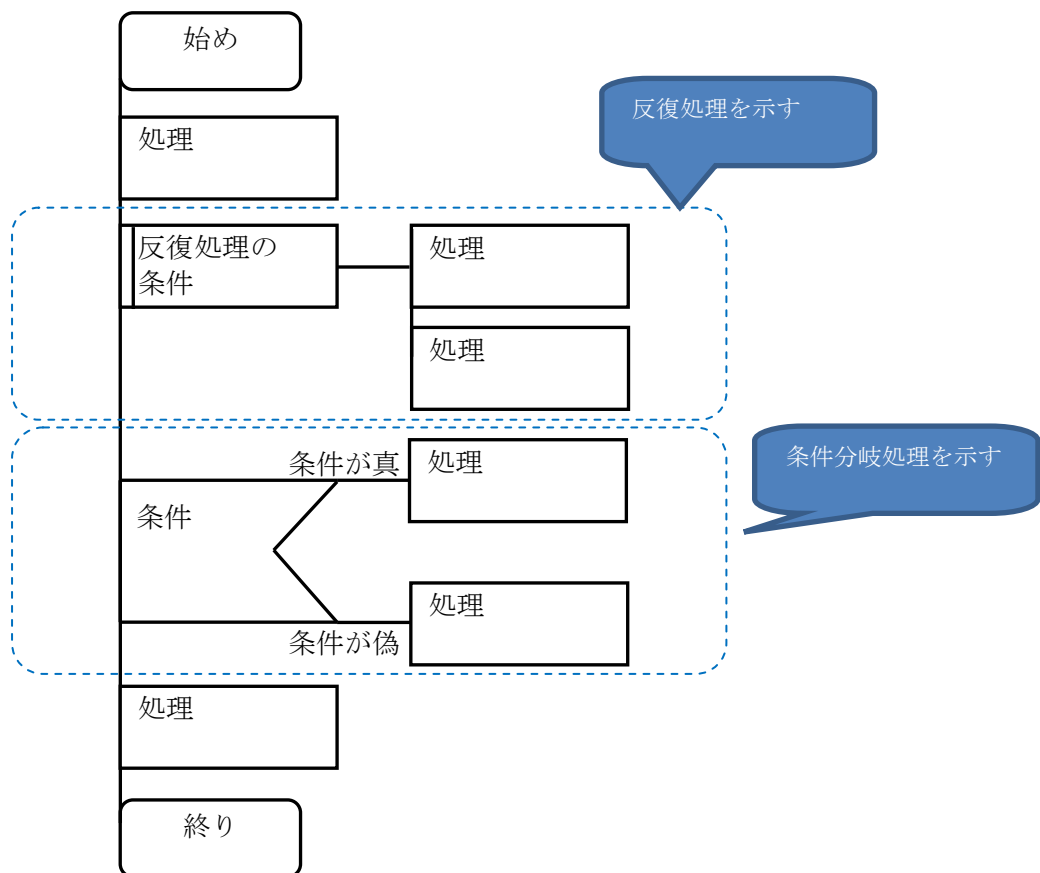 始め
反復処理を示す
処理
反復処理の
条件
処理
処理
条件が真
処理
条件分岐処理を示す
条件
処理
条件が偽
処理
終り